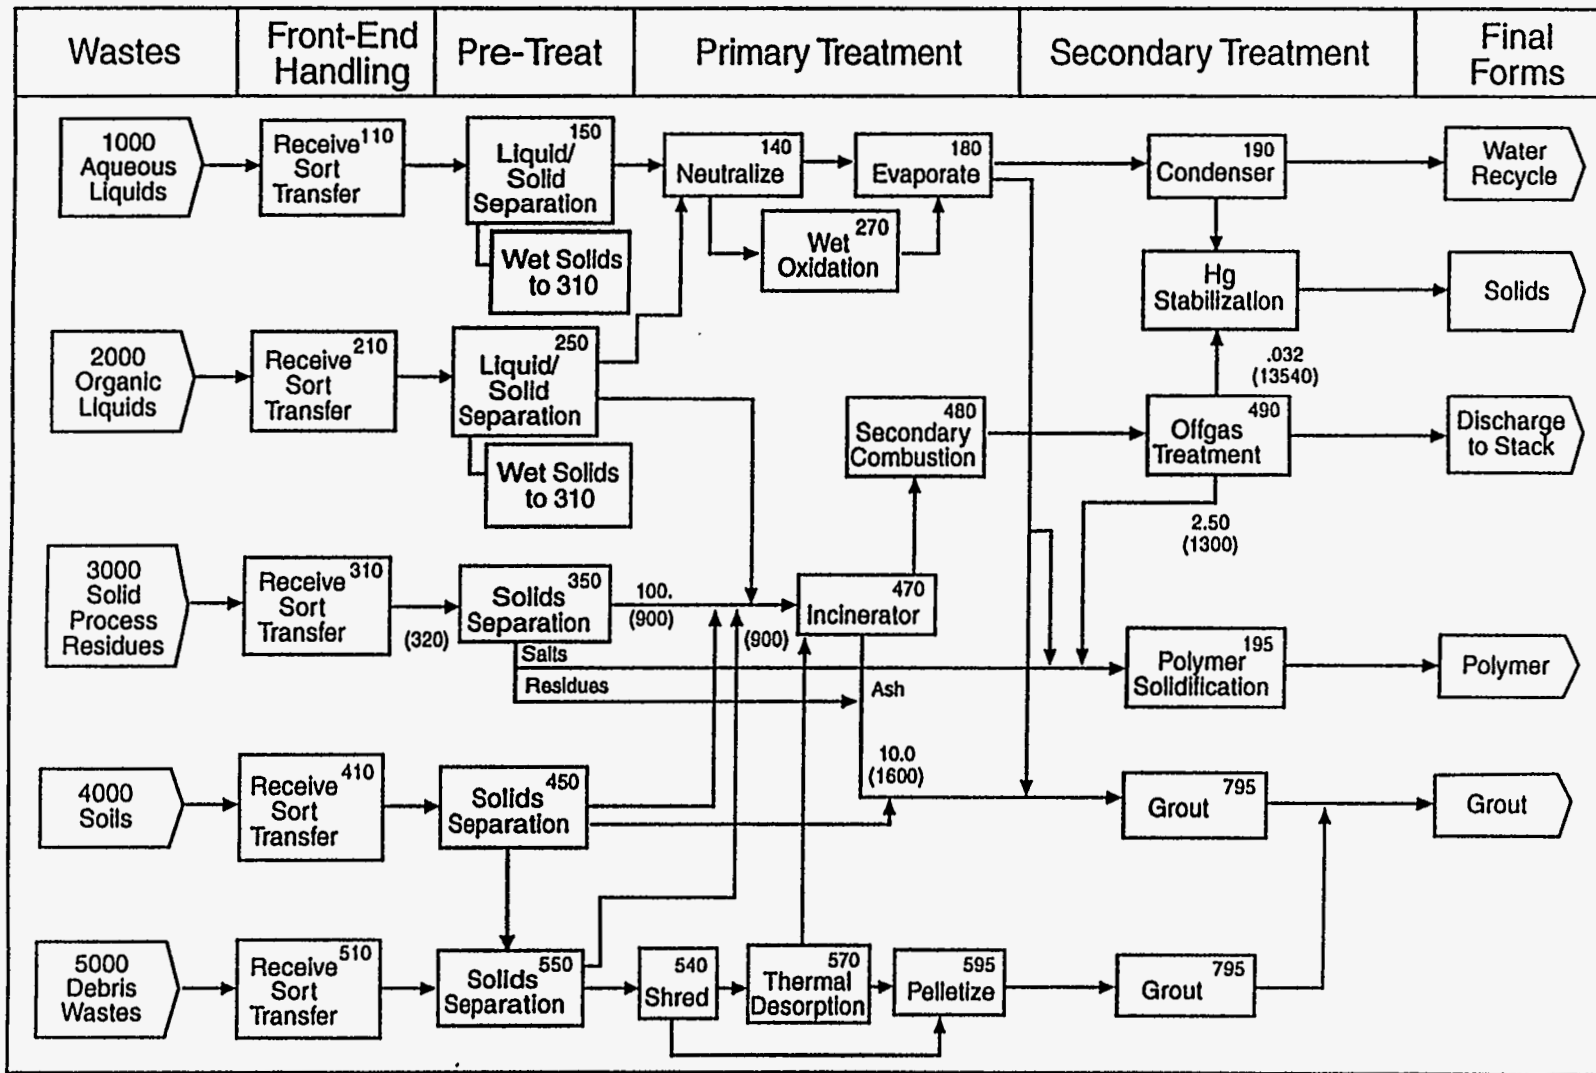 Wastes
Front-End
Handling
Pre-Treat
Primary Treatment
Secondary Treatment
Final
Forms
1000
Aqueous
Liquids
110
Receive
Sort
Transfer
150
Liquid/
Solid
Separation
Wet Solids
to 310
140
Neutralize
180
Evaporate
270
Wet
Oxidation
190
Condenser
Water
Recycle
Hg
Stabilization
Solids
2000
Organic
Liquids
210
Receive
Sort
Transfer
250
Liquid/
Solid
Separation
Wet Solids
to 310
.032
(13540)
480
Secondary
Combustion
490
Offgas
Treatment
Discharge
to Stack
2.50
(1300)
3000
Solid
Process
Residues
310
Receive
Sort
Transfer
(320)
350
Solids
Separation
100.
(900)
(900)
470
Incinerator
Salts
Residues
Ash
195
Polymer
Solidification
Polymer
4000
Soils
410
Receive
Sort
Transfer
450
Solids
Separation
10.0
(1600)
795
Grout
Grout
5000
Debris
Wastes
510
Receive
Sort
Transfer
550
Solids
Separation
540
Shred
570
Thermal
Desorption
595
Pelletize
795
Grout